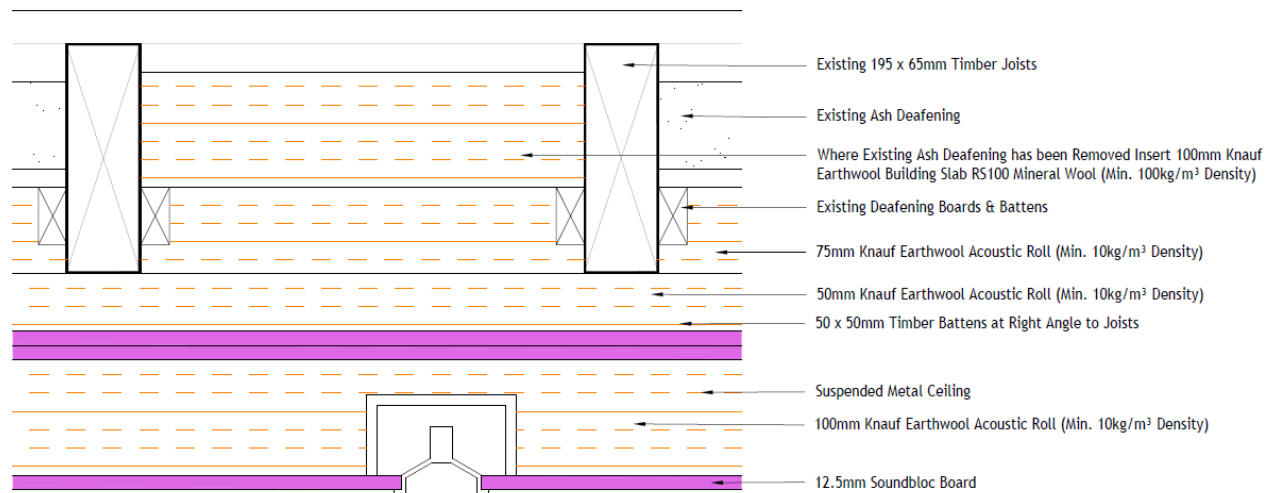 Existing 195 x 65mm Timber Joists
Existing Ash Deafening
Where Existing Ash Deafening has been Removed Insert 100mm Knauf
Earthwool Building Slab RS100 Mineral Wool (Min. 100kg/m³ Density)
Existing Deafening Boards & Battens
75mm Knauf Earthwool Acoustic Roll (Min. 10kg/m³ Density)
50mm Knauf Earthwool Acoustic Roll (Min. 10kg/m³ Density)
50 x 50mm Timber Battens at Right Angle to Joists
Suspended Metal Ceiling
100mm Knauf Earthwool Acoustic Roll (Min. 10kg/m³ Density)
12.5mm Soundbloc Board